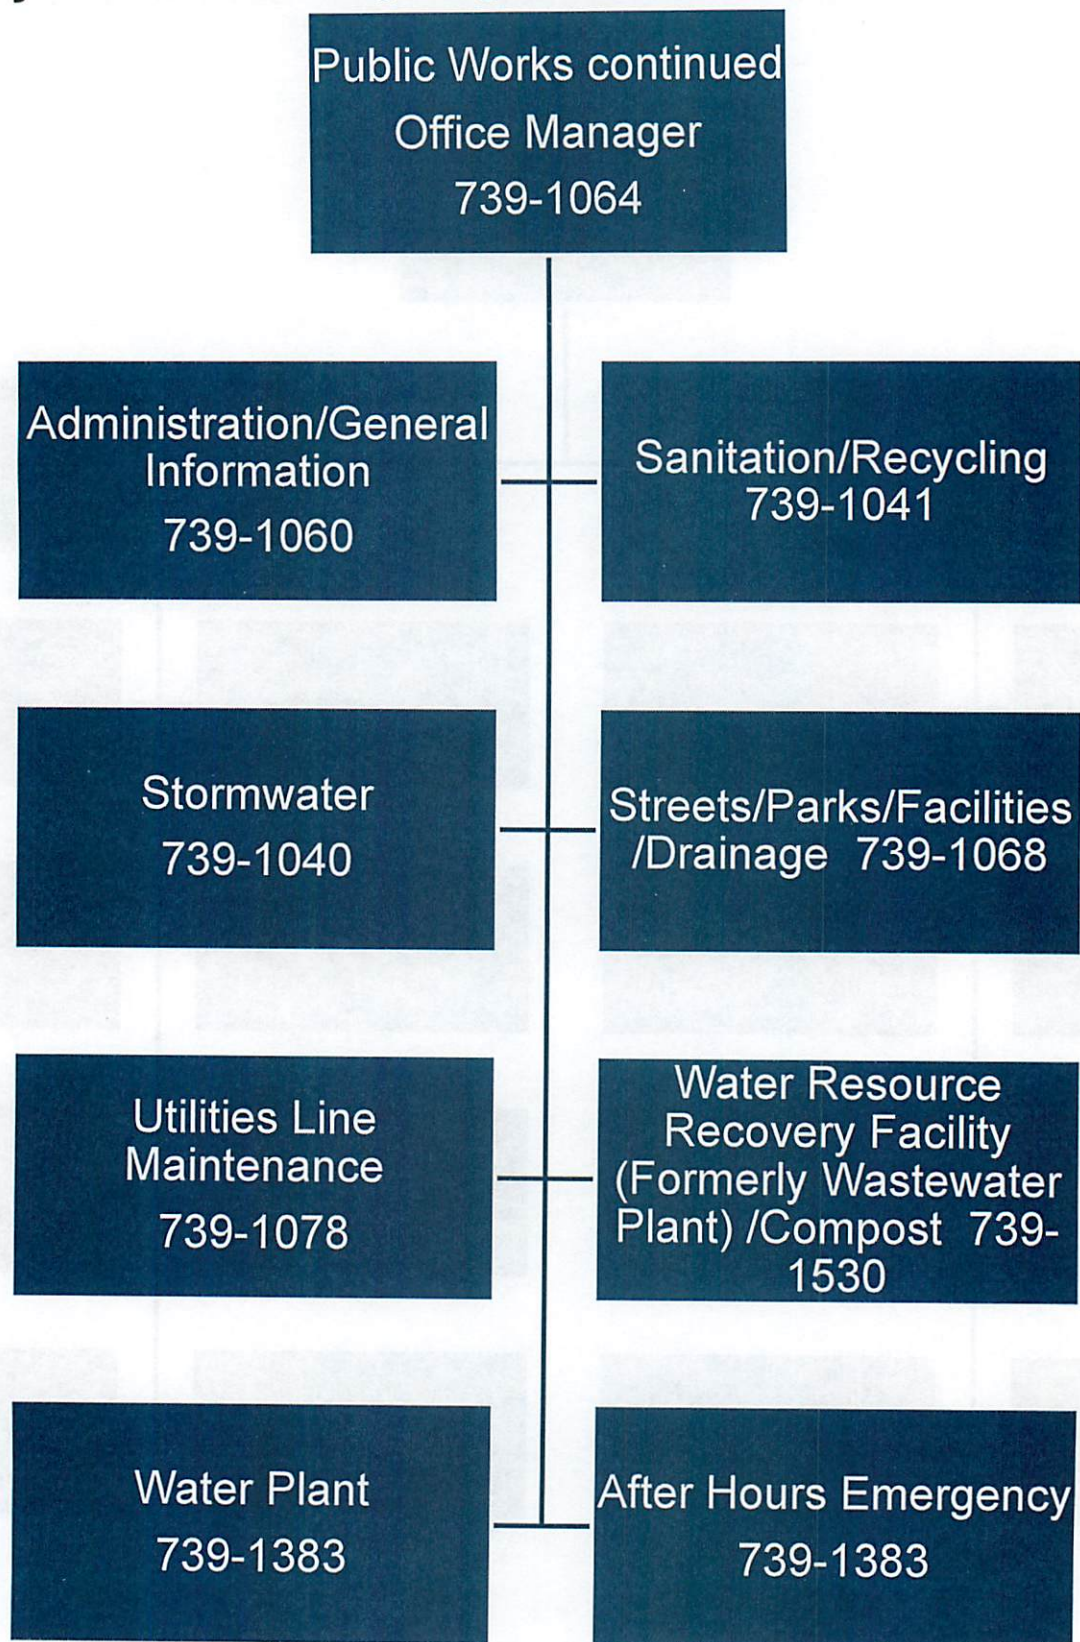 Public Works continued
Office Manager
739-1064
Administration/General
Information
739-1060
Sanitation/Recycling
739-1041
Stormwater
739-1040
Streets/Parks/Facilities
/Drainage 739-1068
Utilities Line
Maintenance
739-1078
Water Resource
Recovery Facility
(Formerly Wastewater
Plant) /Compost 739-
1530
Water Plant
739-1383
After Hours Emergency
739-1383